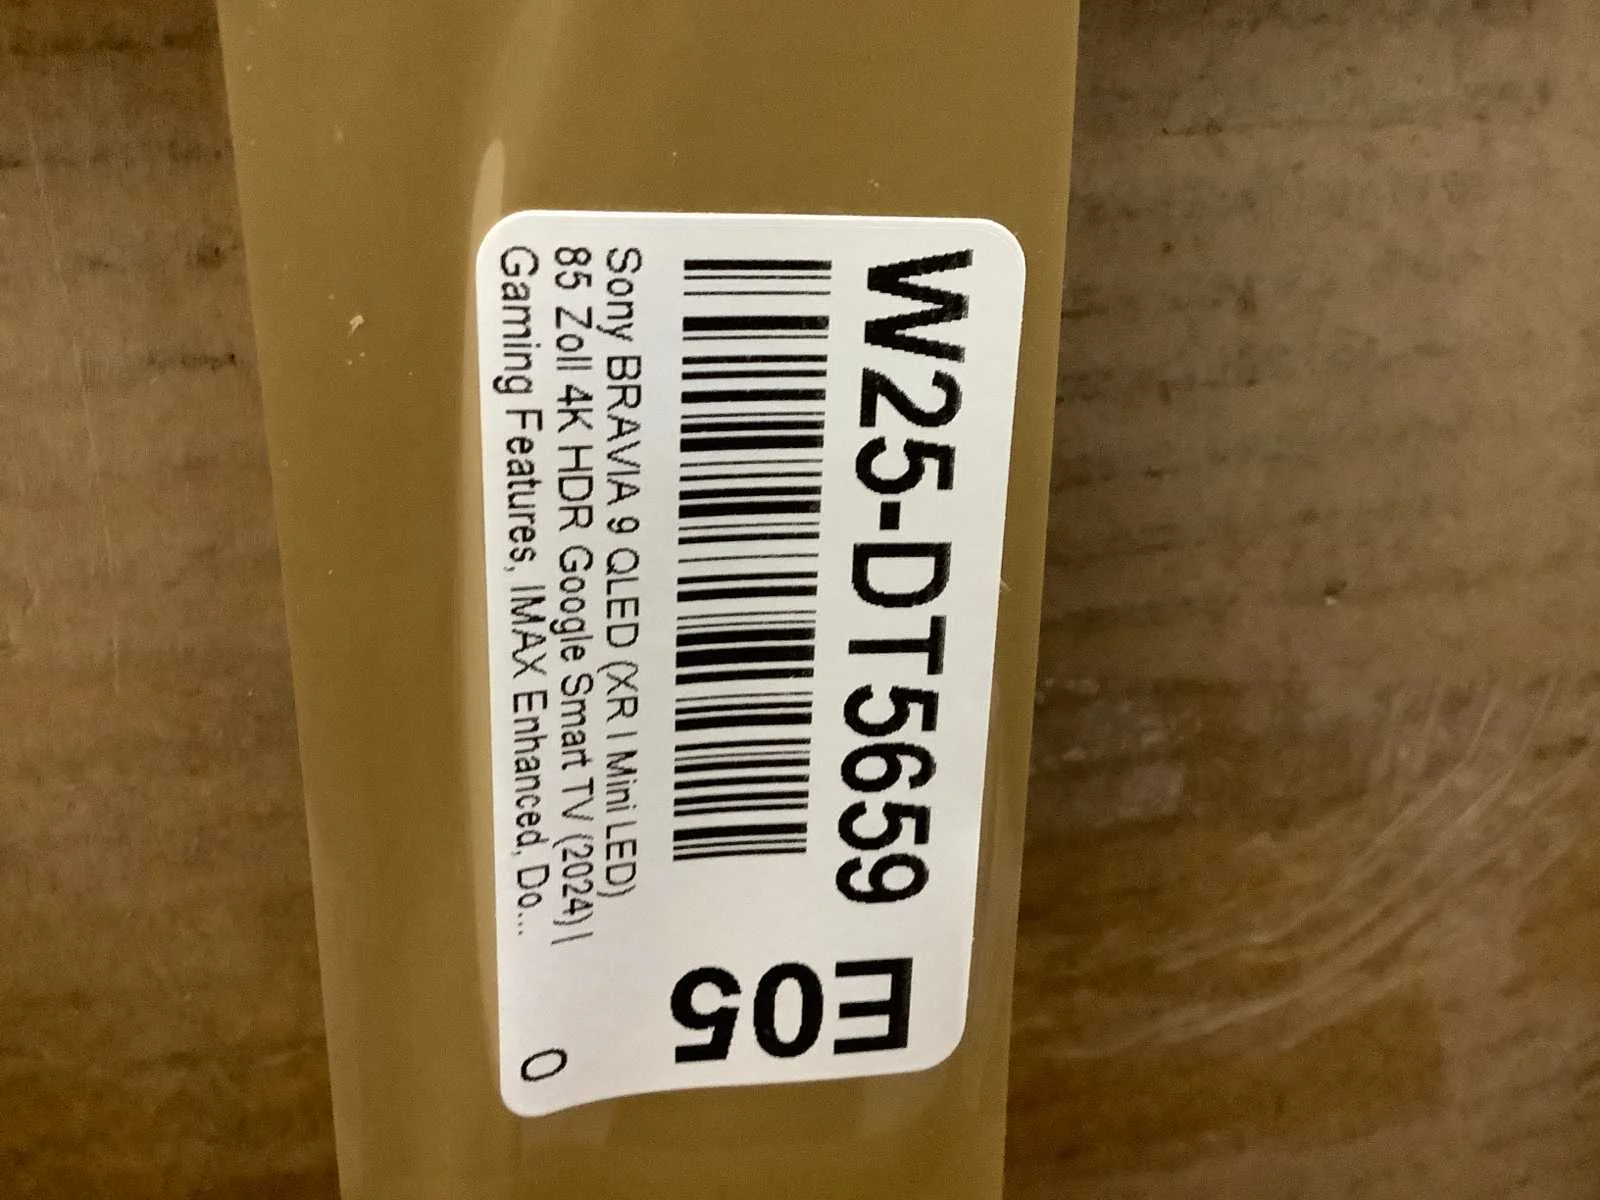 W25-DT5659
E05
Sony BRAVIA 9 QLED (XR | Mini LED)
85 Zoll 4K HDR Google Smart TV (2024) |
Gaming Features, IMAX Enhanced, Do...
0